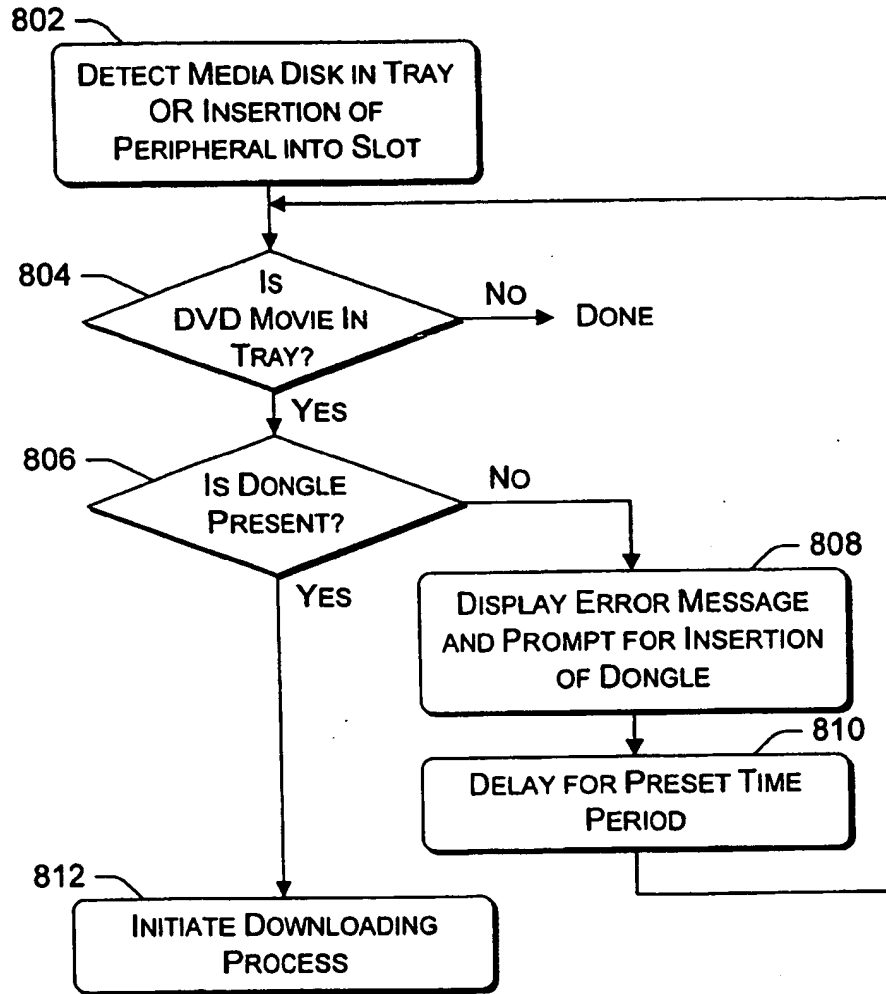 802
DETECT MEDIA DISK IN TRAY
OR INSERTION OF
PERIPHERAL INTO SLOT
804
IS
DVD MOVIE IN
TRAY?
NO
DONE
YES
806
IS DONGLE
PRESENT?
NO
YES
808
DISPLAY ERROR MESSAGE
AND PROMPT FOR INSERTION
OF DONGLE
810
DELAY FOR PRESET TIME
PERIOD
812
INITIATE DOWNLOADING
PROCESS